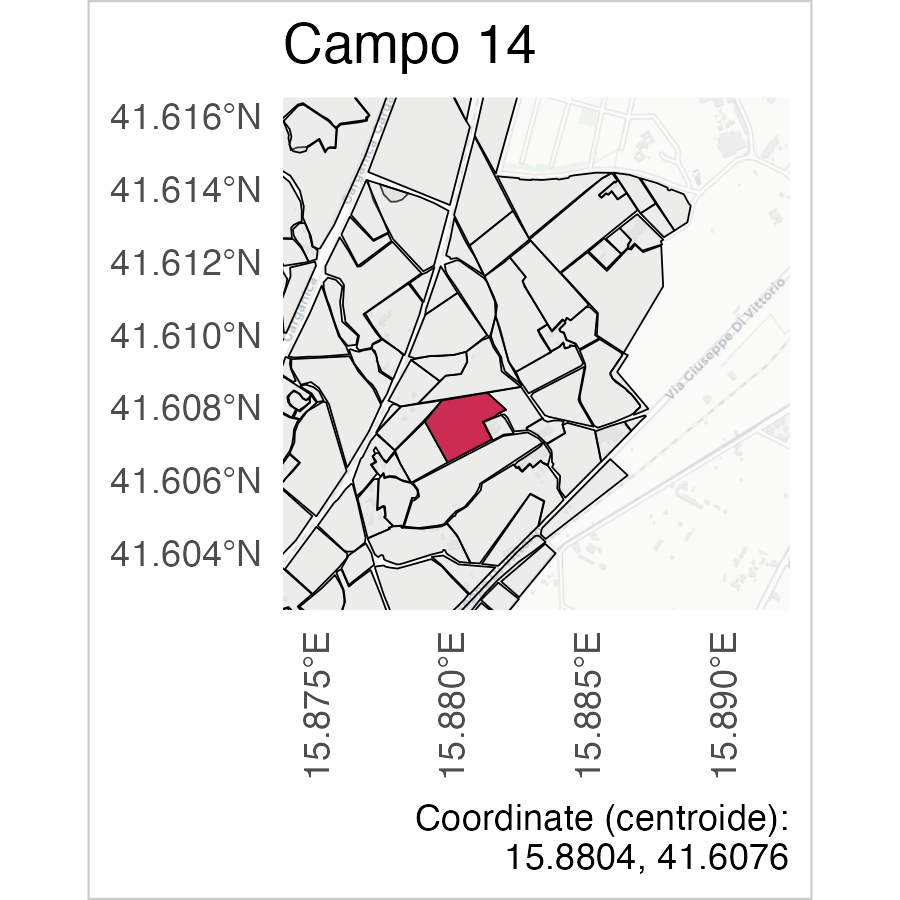 Campo 14
41.616°N
41.614°N
41.612°N
41.610°N
41.608°N
41.606°N
41.604°N
Garganica
Via Giuseppe Di Vittorio
15.875°E
15.880°E
15.885°E
15.890°E
Coordinate (centroide):
15.8804, 41.6076